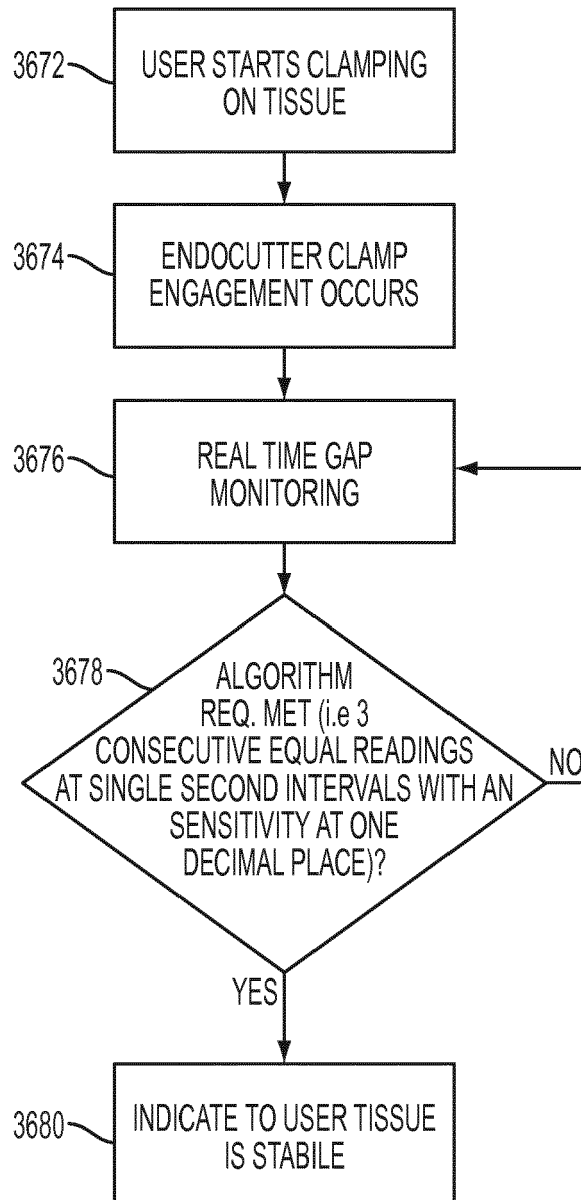 3672
USER STARTS CLAMPING
ON TISSUE
3674
ENDOCUTTER CLAMP
ENGAGEMENT OCCURS
3676
REAL TIME GAP
MONITORING
3678
ALGORITHM
REQ. MET (i.e 3
CONSECUTIVE EQUAL READINGS
AT SINGLE SECOND INTERVALS WITH AN
SENSITIVITY AT ONE
DECIMAL PLACE)?
NO
YES
3680
INDICATE TO USER TISSUE
IS STABILE